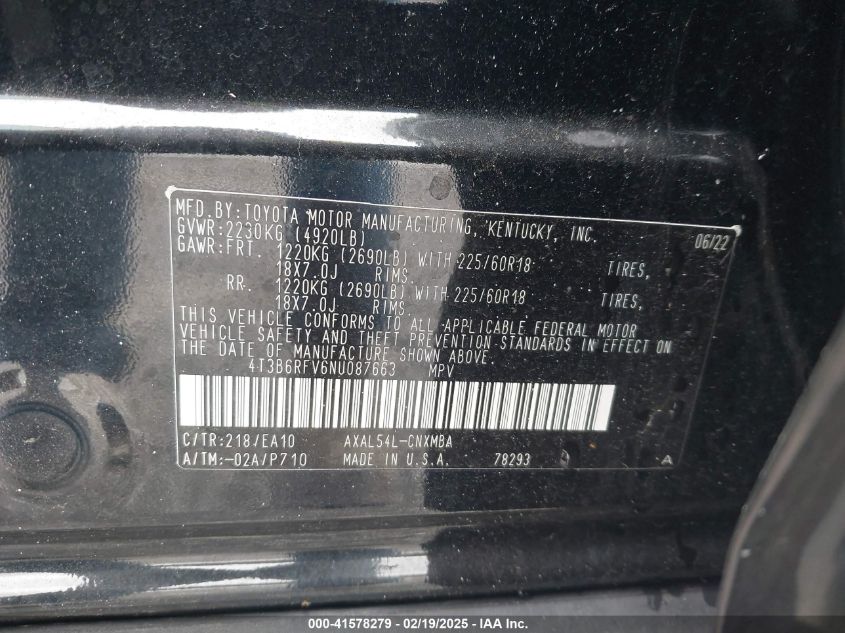 MFD.BY:TOYOTA MOTOR MANUFACTURING, KENTUCKY, INC. 06/22
GVWR:2230KG (4920LB)
GAWR:FRT. 1220KG (2690LB) WITH 225/60R18 TIRES,
18X7.0J RIMS.
RR. 1220KG (2690LB) WITH 225/60R18 TIRES,
18X7.0J RIMS.
THIS VEHICLE CONFORMS TO ALL APPLICABLE FEDERAL MOTOR
VEHICLE SAFETY AND THEFT PREVENTION STANDARDS IN EFFECT ON
THE DATE OF MANUFACTURE SHOWN ABOVE.
4T3B6RFV6NU087663 MPV
C/TR:218/EA10 AXAL54L-CNXMBA
A/TM:-02A/P710 MADE IN U.S.A. 78293 A
000-41578279 - 02/19/2025 - IAA Inc.